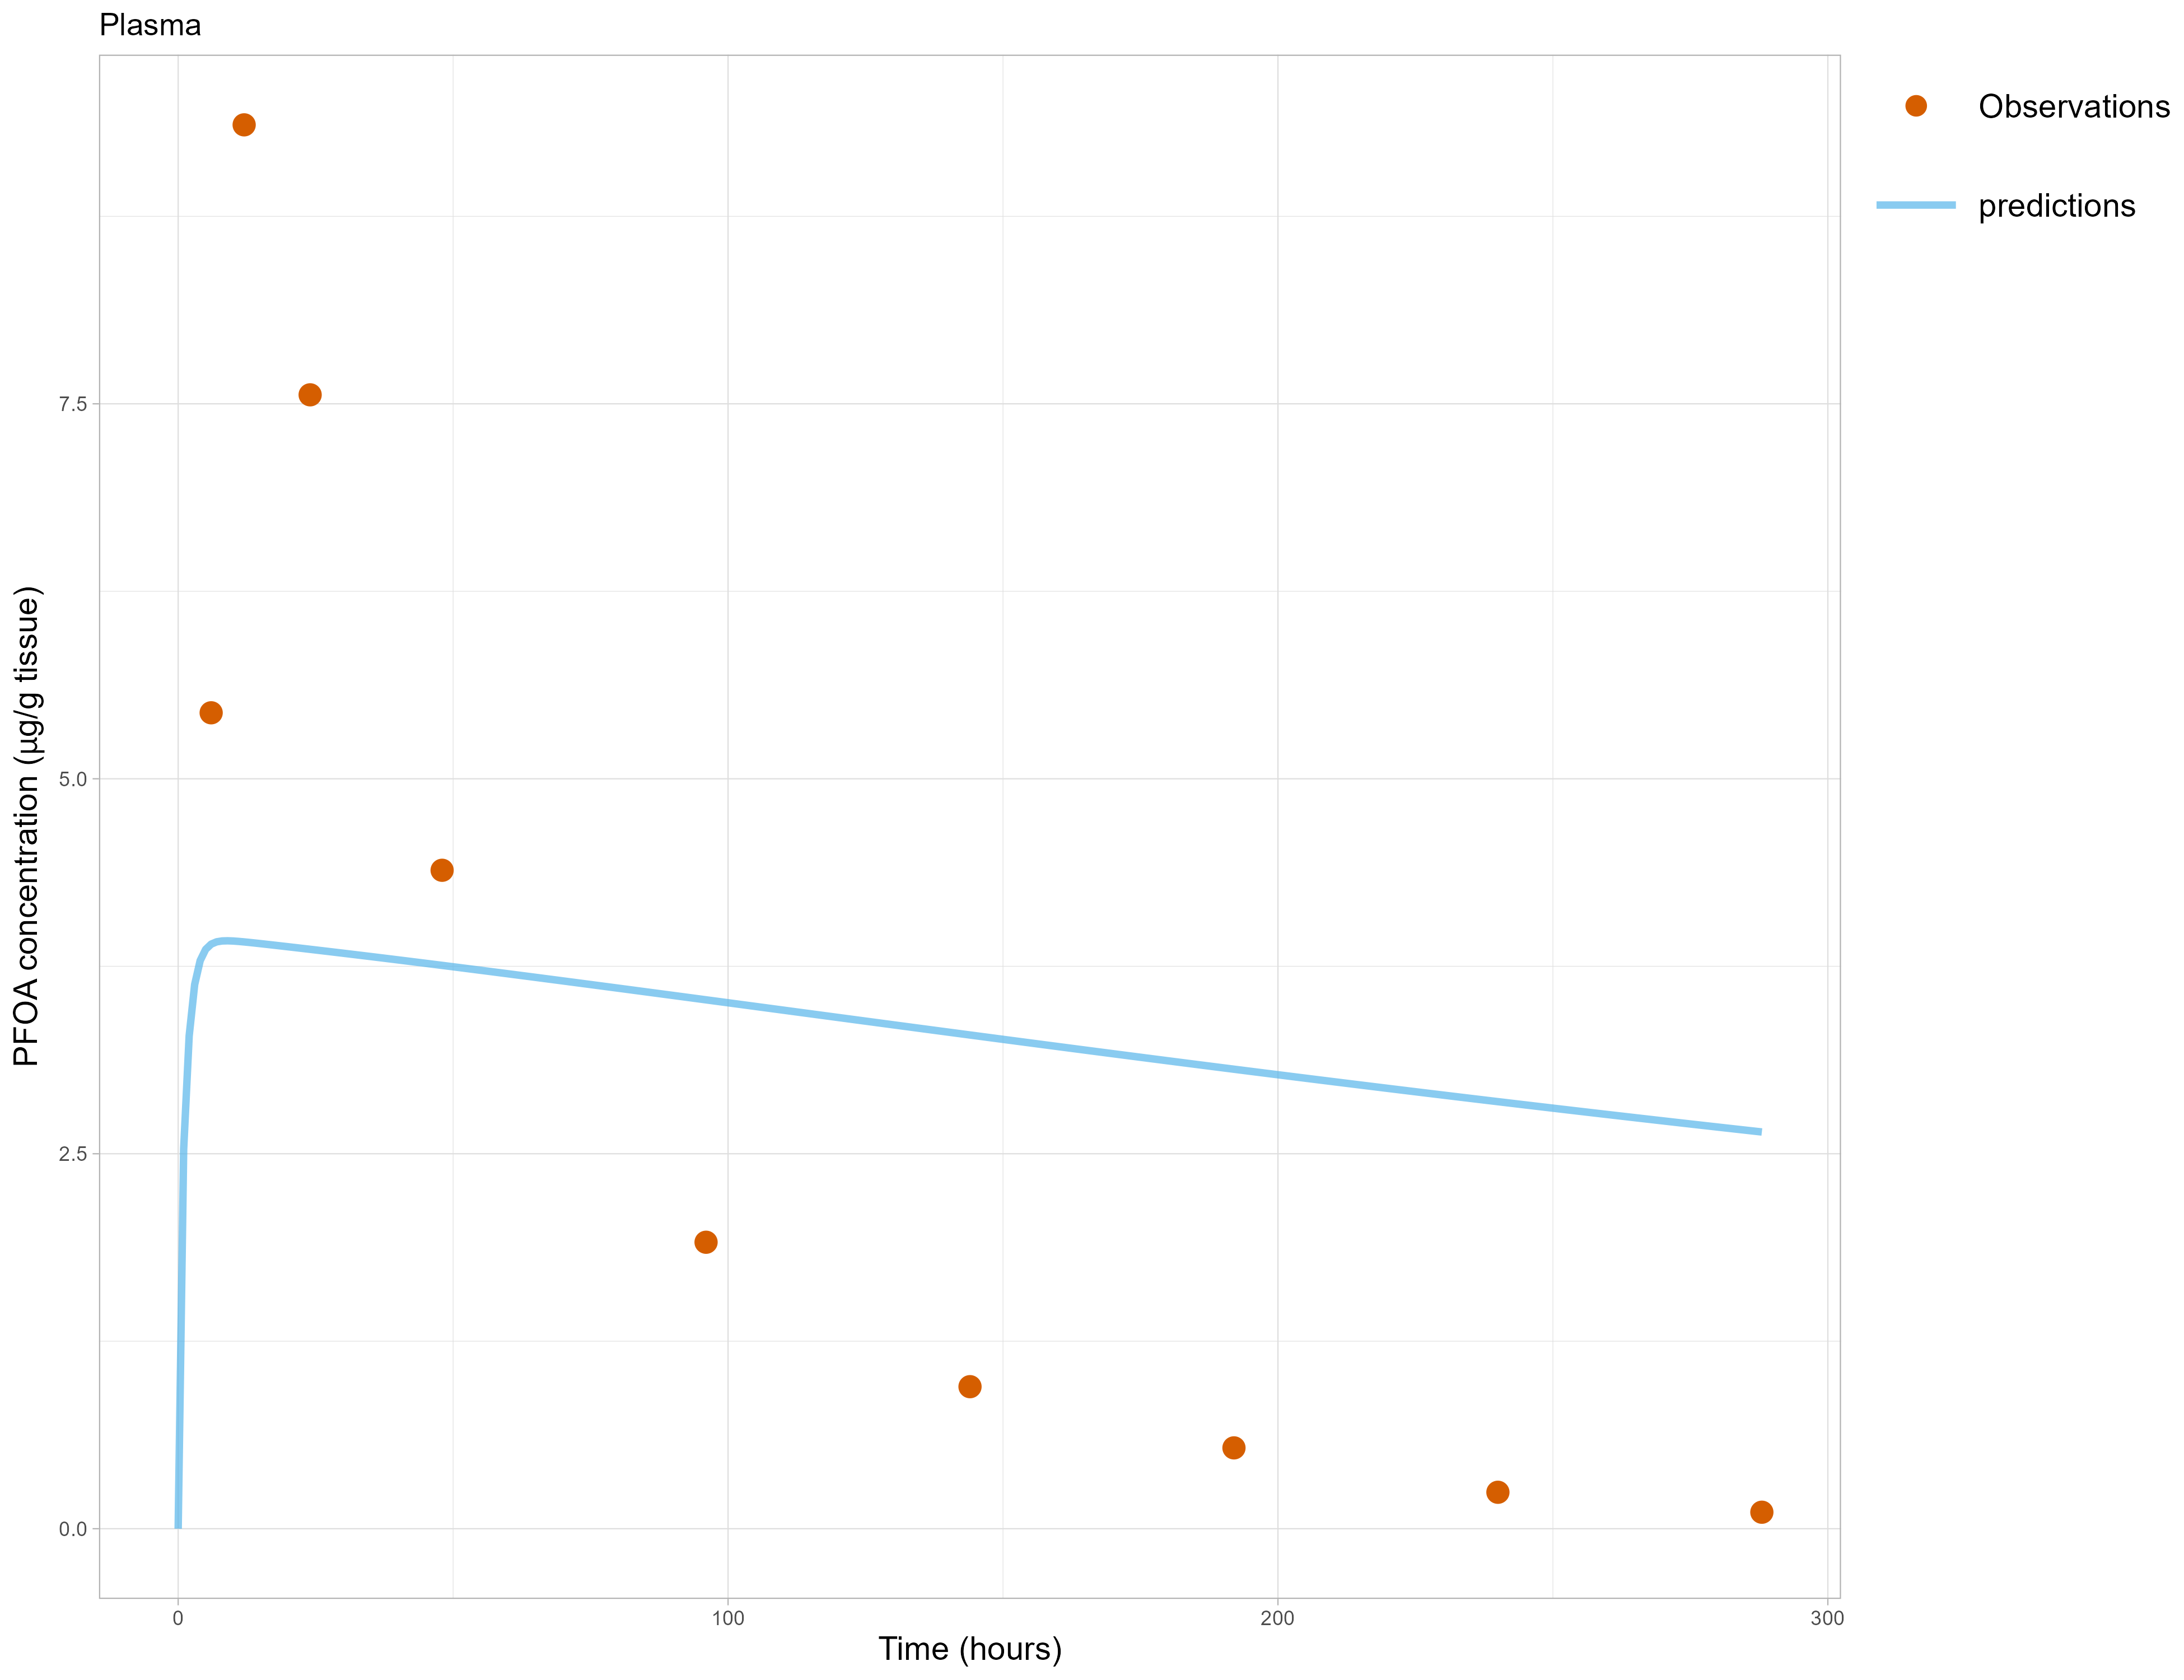 Plasma
Observations
predictions
PFOA concentration (µg/g tissue)
7.5
5.0
2.5
0.0
0
100
200
300
Time (hours)